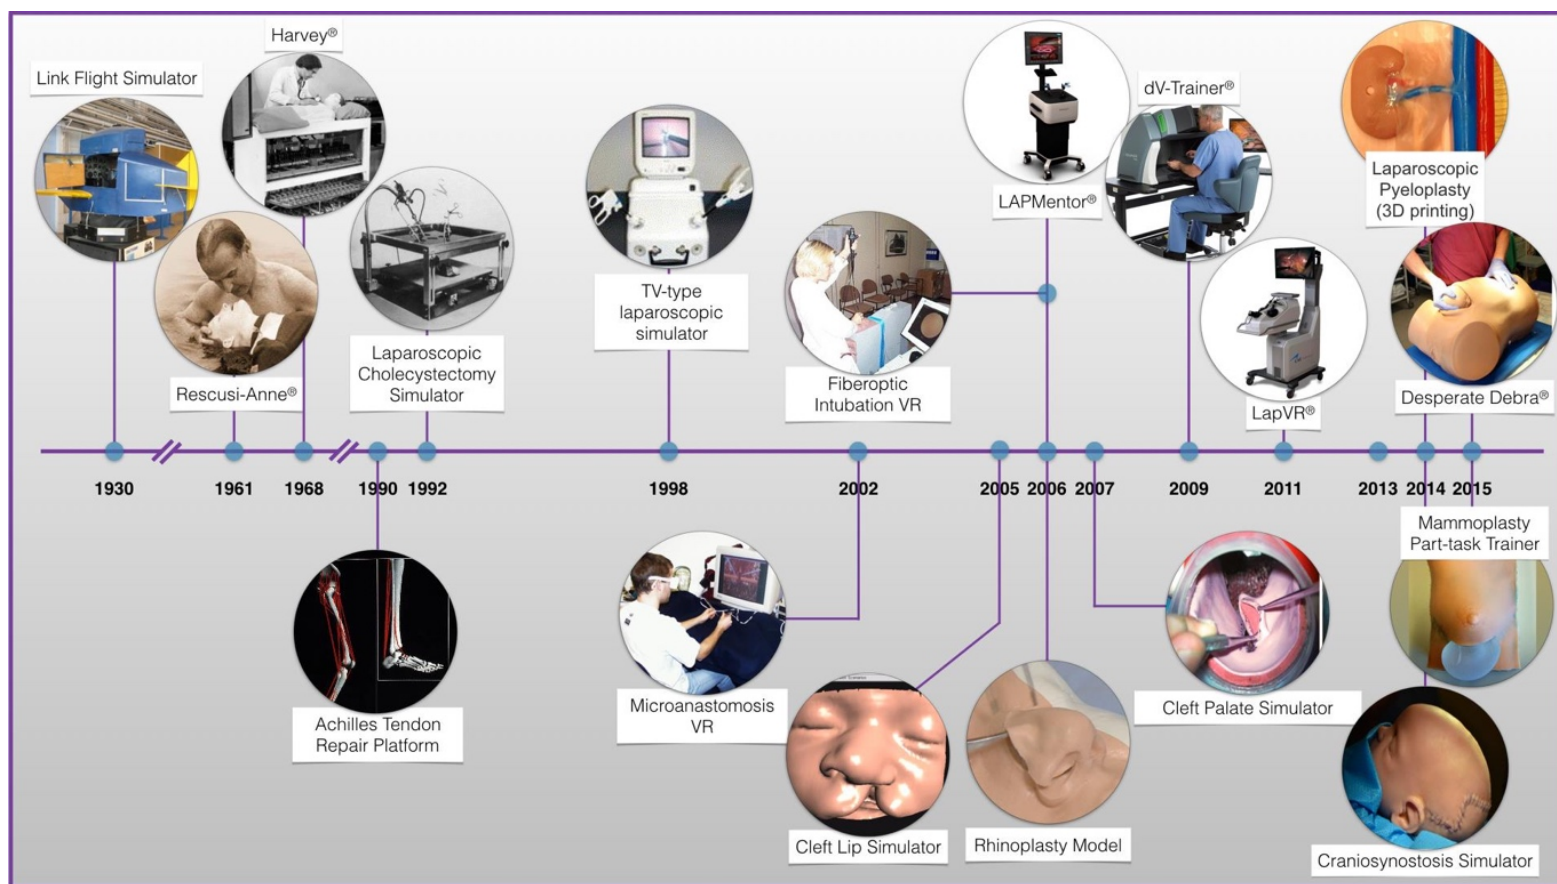 Harvey®
Link Flight Simulator
dV-Trainer®
Laparoscopic
Pyeloplasty
(3D printing)
LAPMentor®
TV-type
laparoscopic
simulator
Laparoscopic
Cholecystectomy
Simulator
Rescusi-Anne®
Fiberoptic
Intubation VR
LapVR®
Desperate Debra®
1930
1961
1968
1990
1992
1998
2002
2005
2006
2007
2009
2011
2013
2014
2015
Mammoplasty
Part-task Trainer
Achilles Tendon
Repair Platform
Microanastomosis
VR
Cleft Palate Simulator
Cleft Lip Simulator
Rhinoplasty Model
Craniosynostosis Simulator